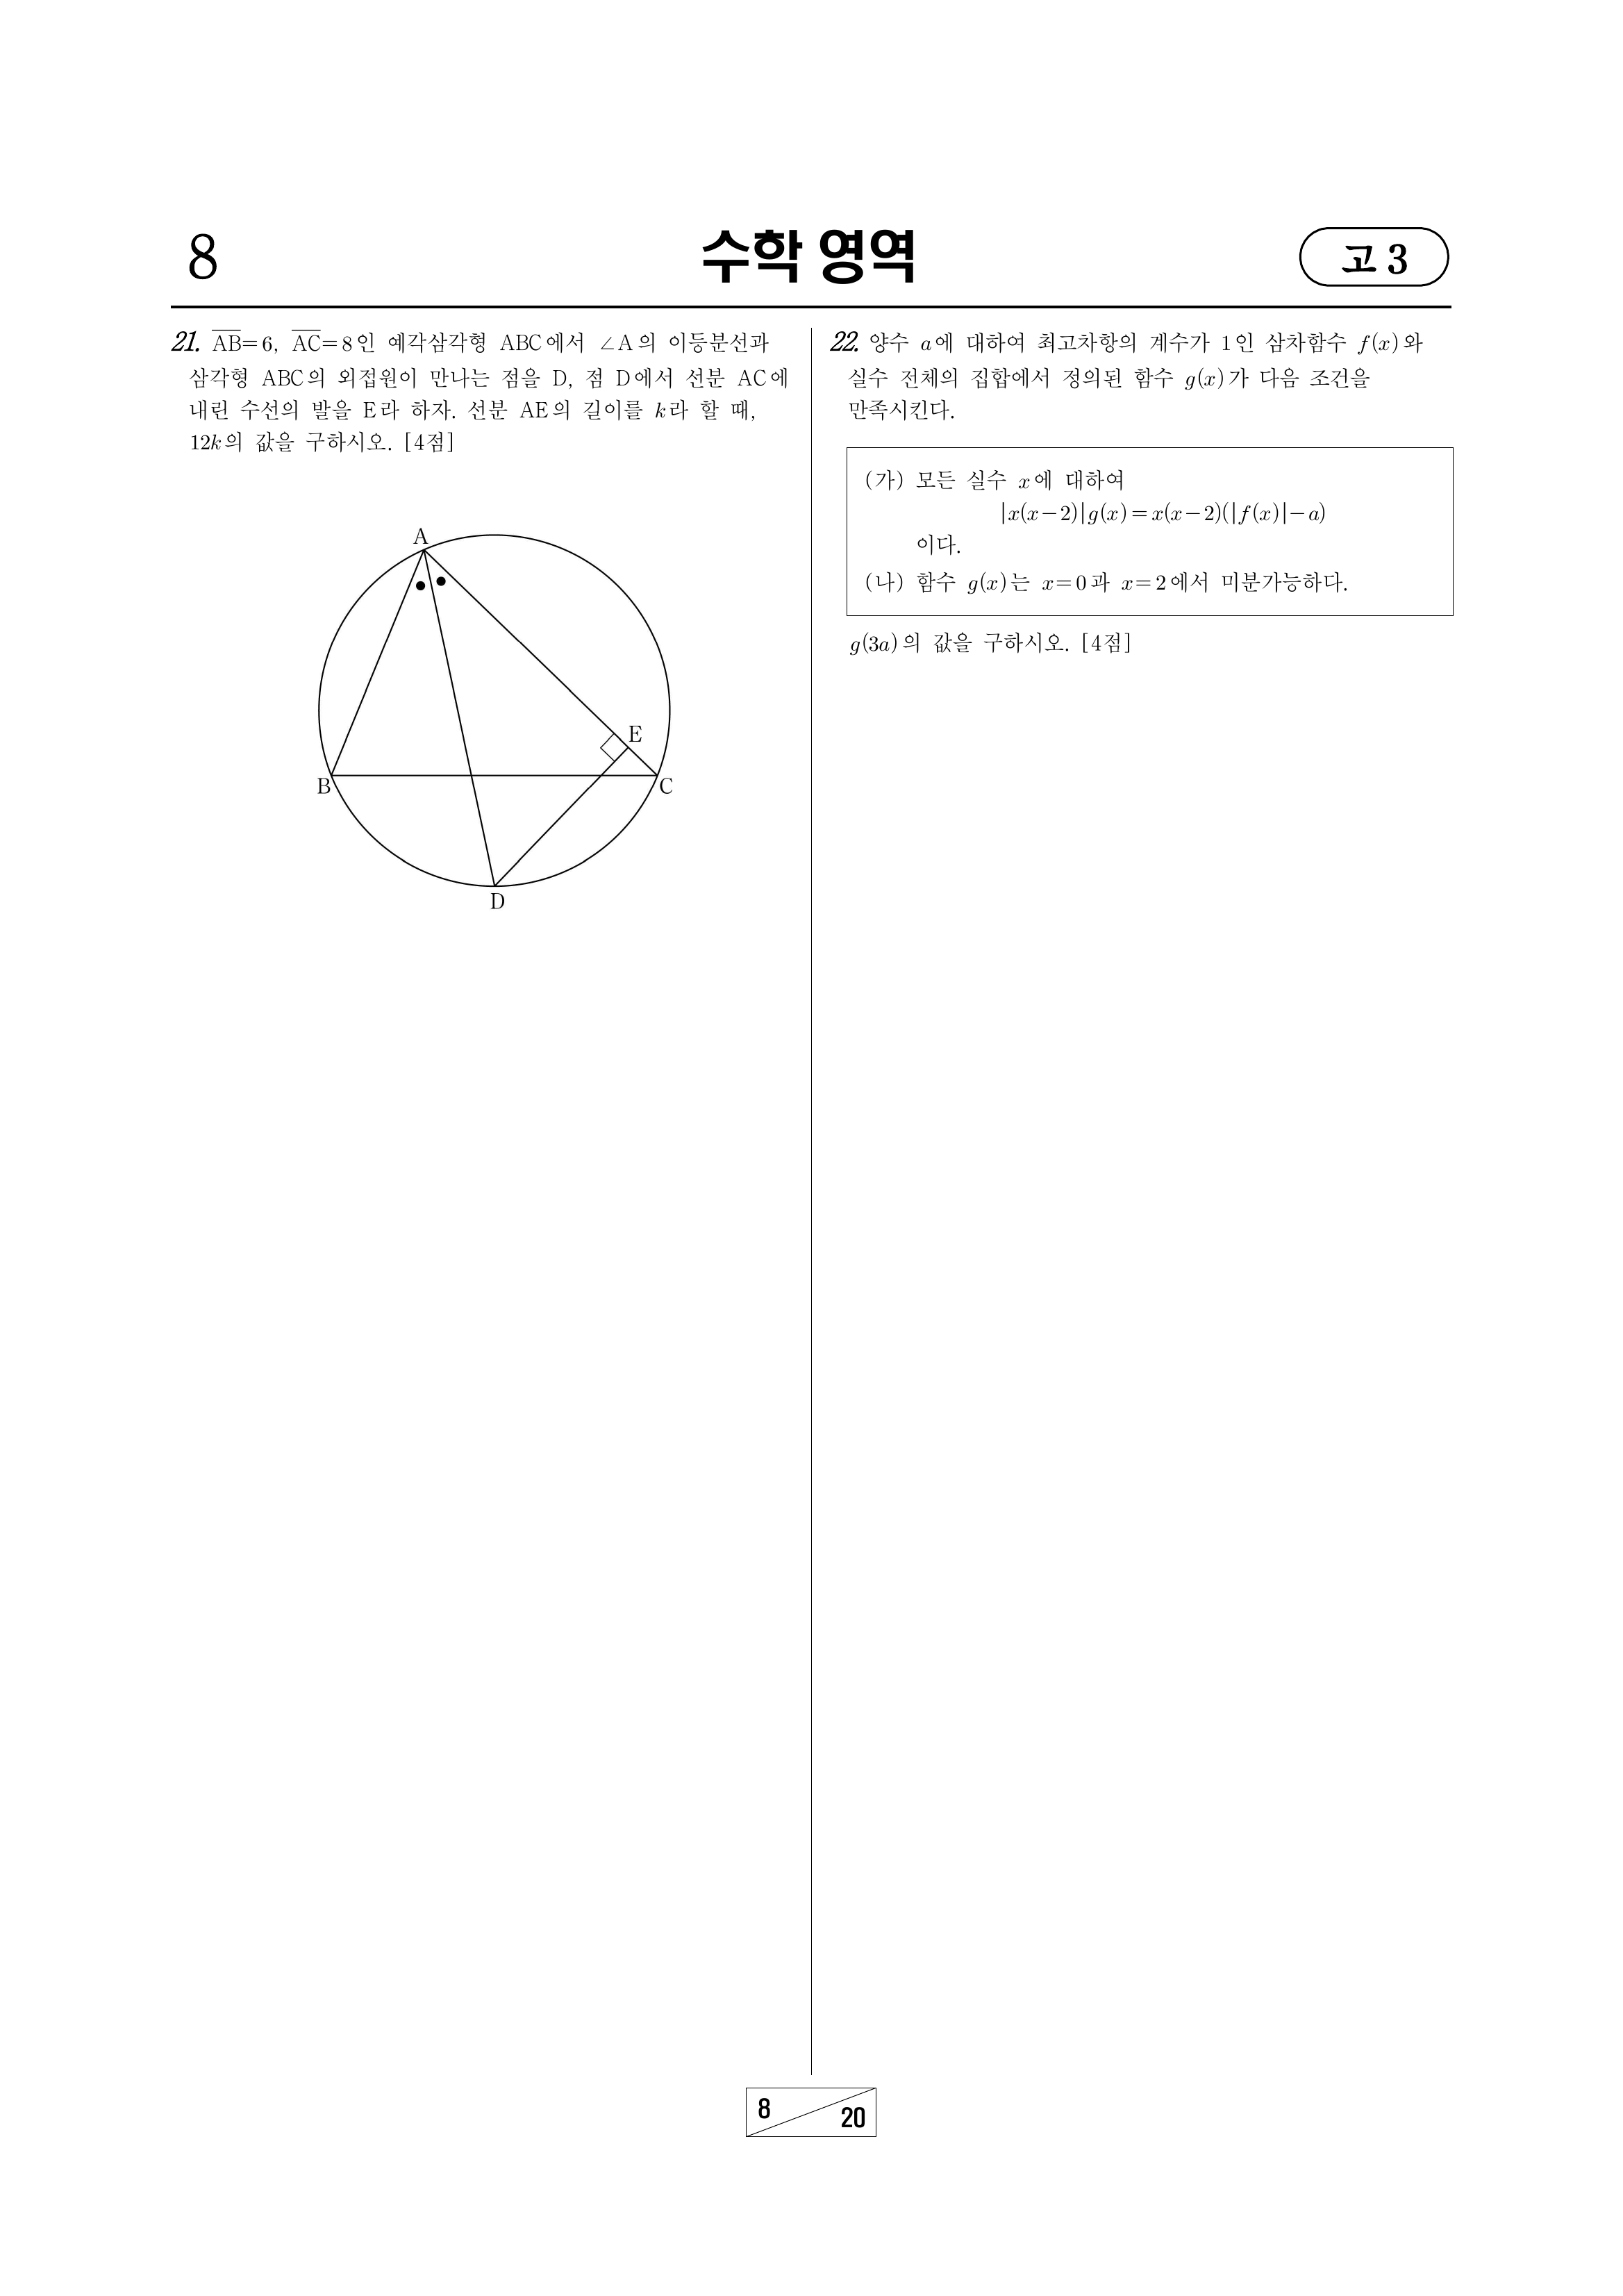 8
수학 영역
고 3
21. AB=6, AC=8인 예각삼각형 ABC에서 ∠A의 이등분선과
삼각형 ABC의 외접원이 만나는 점을 D, 점 D에서 선분 AC에
내린 수선의 발을 E라 하자. 선분 AE의 길이를 k라 할 때,
12k의 값을 구하시오. [4점]
A
E
B
C
D
22. 양수 a에 대하여 최고차항의 계수가 1인 삼차함수 f(x)와
실수 전체의 집합에서 정의된 함수 g(x)가 다음 조건을
만족시킨다.
(가) 모든 실수 x에 대하여
|x(x-2)|g(x)=x(x-2)(|f(x)|-a)
이다.
(나) 함수 g(x)는 x=0과 x=2에서 미분가능하다.
g(3a)의 값을 구하시오. [4점]
8
20